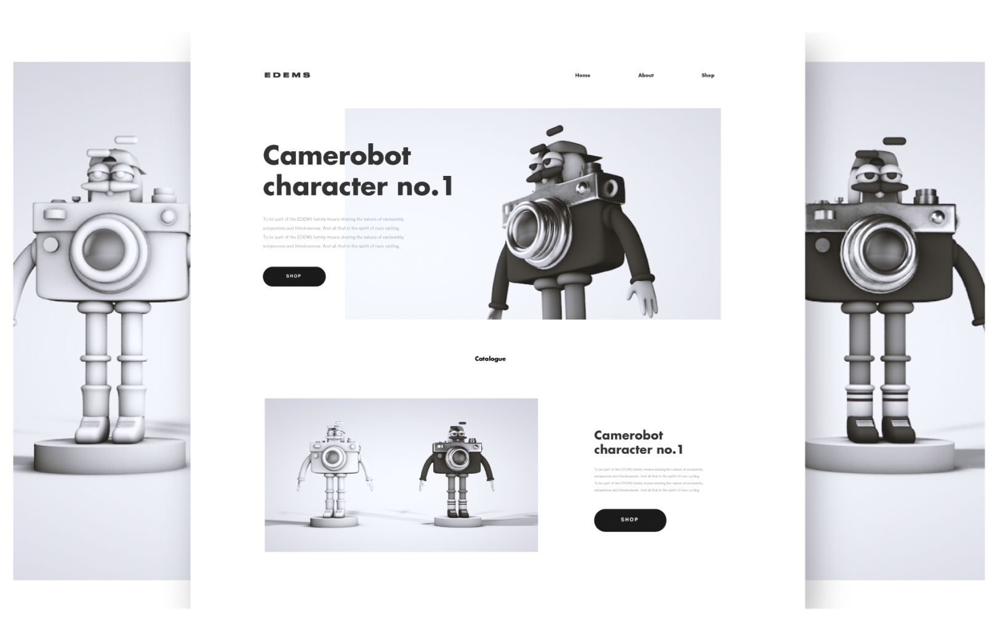 EDEMS
Home
About
Shop
Camerobot
character no.1
To be part of the EDEMS family means sharing the values of exclusivity,
uniqueness and timelessness. And all that in the spirit of race cycling.
To be part of the EDEMS family means sharing the values of exclusivity,
uniqueness and timelessness. And all that in the spirit of race cycling.
SHOP
Catalogue
Camerobot
character no.1
To be part of the EDEMS family means sharing the values of exclusivity,
uniqueness and timelessness. And all that in the spirit of race cycling.
To be part of the EDEMS family means sharing the values of exclusivity,
uniqueness and timelessness. And all that in the spirit of race cycling.
SHOP